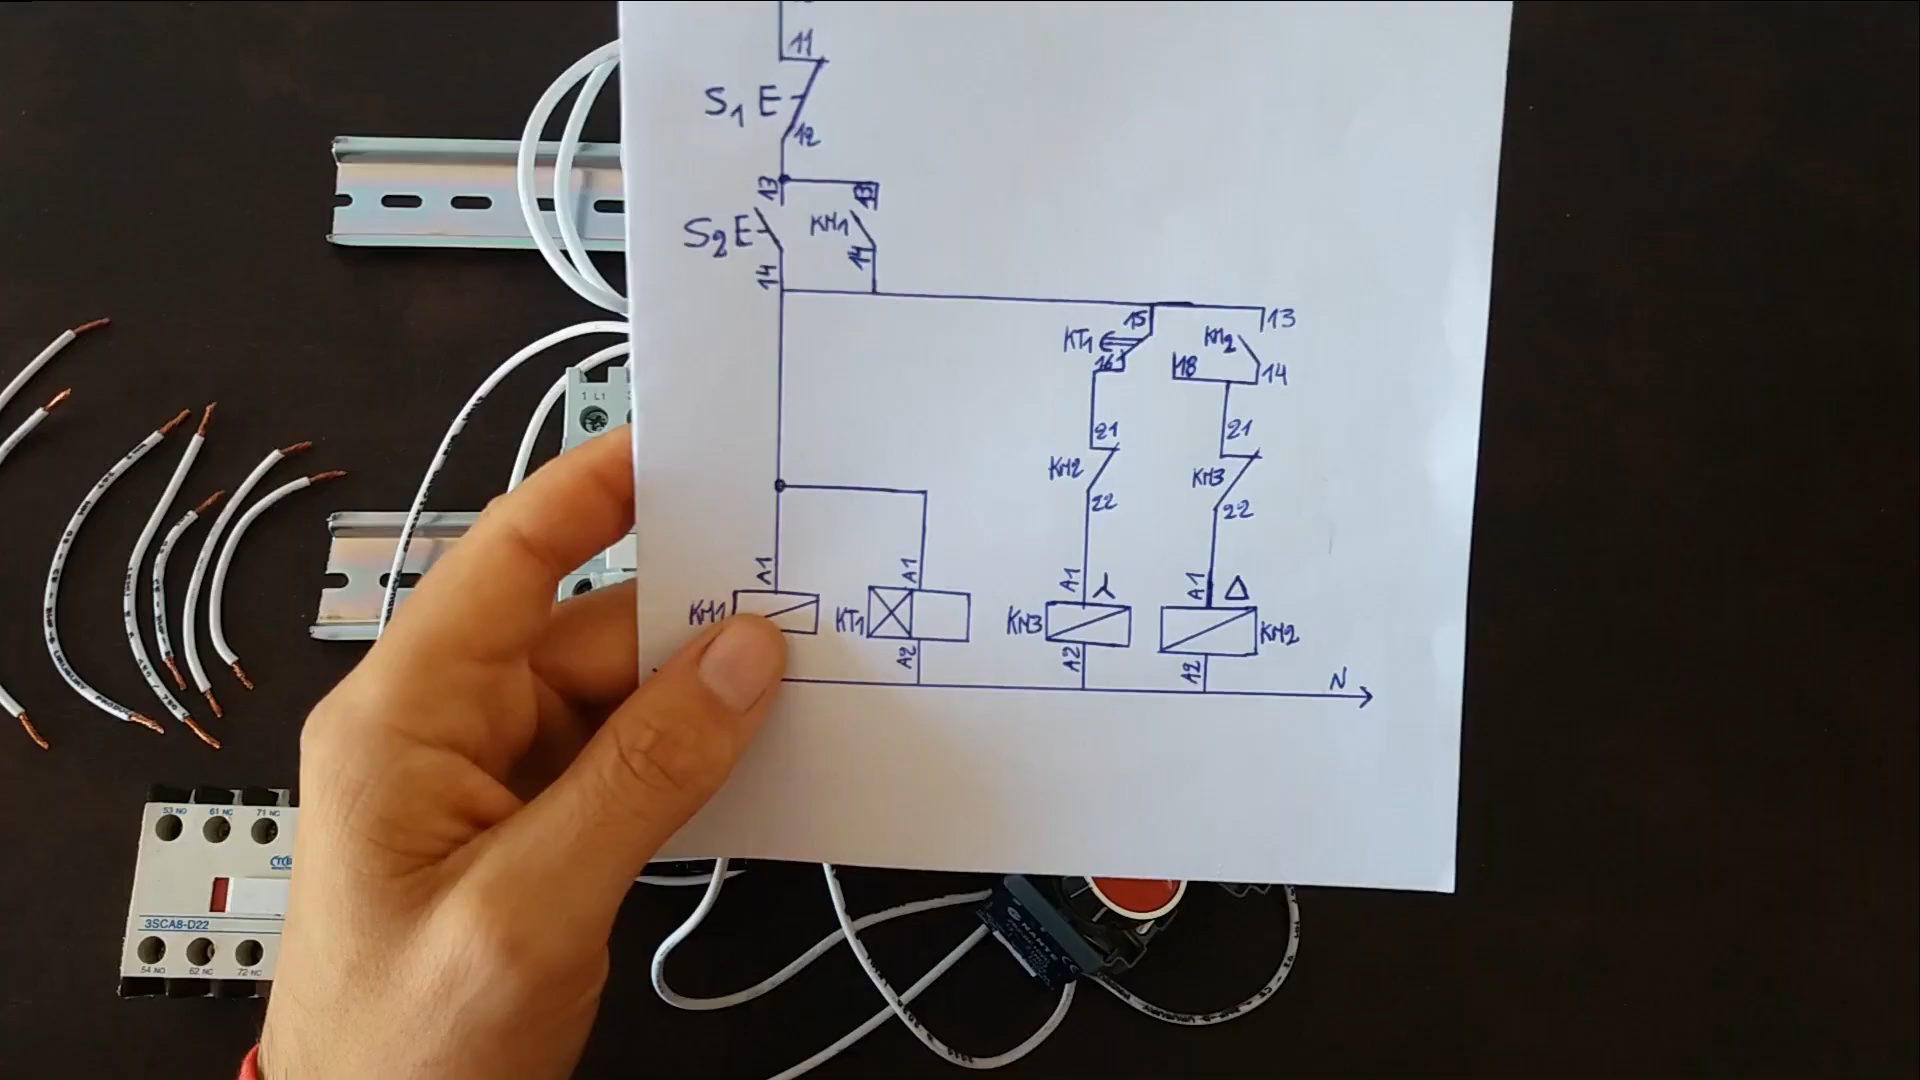 11
S1 E
12
13
13
S2 E
KM1
14
14
15
13
KT1
KM2
16
18
14
21
21
KM2
KM3
22
22
A1
A1
A1
A1
Δ
KM1
KT1
KM3
KM2
A2
A2
A2
N
1 L1
53 NO
61 NC
71 NC
3SCA8-D22
54 NO
62 NC
72 NC